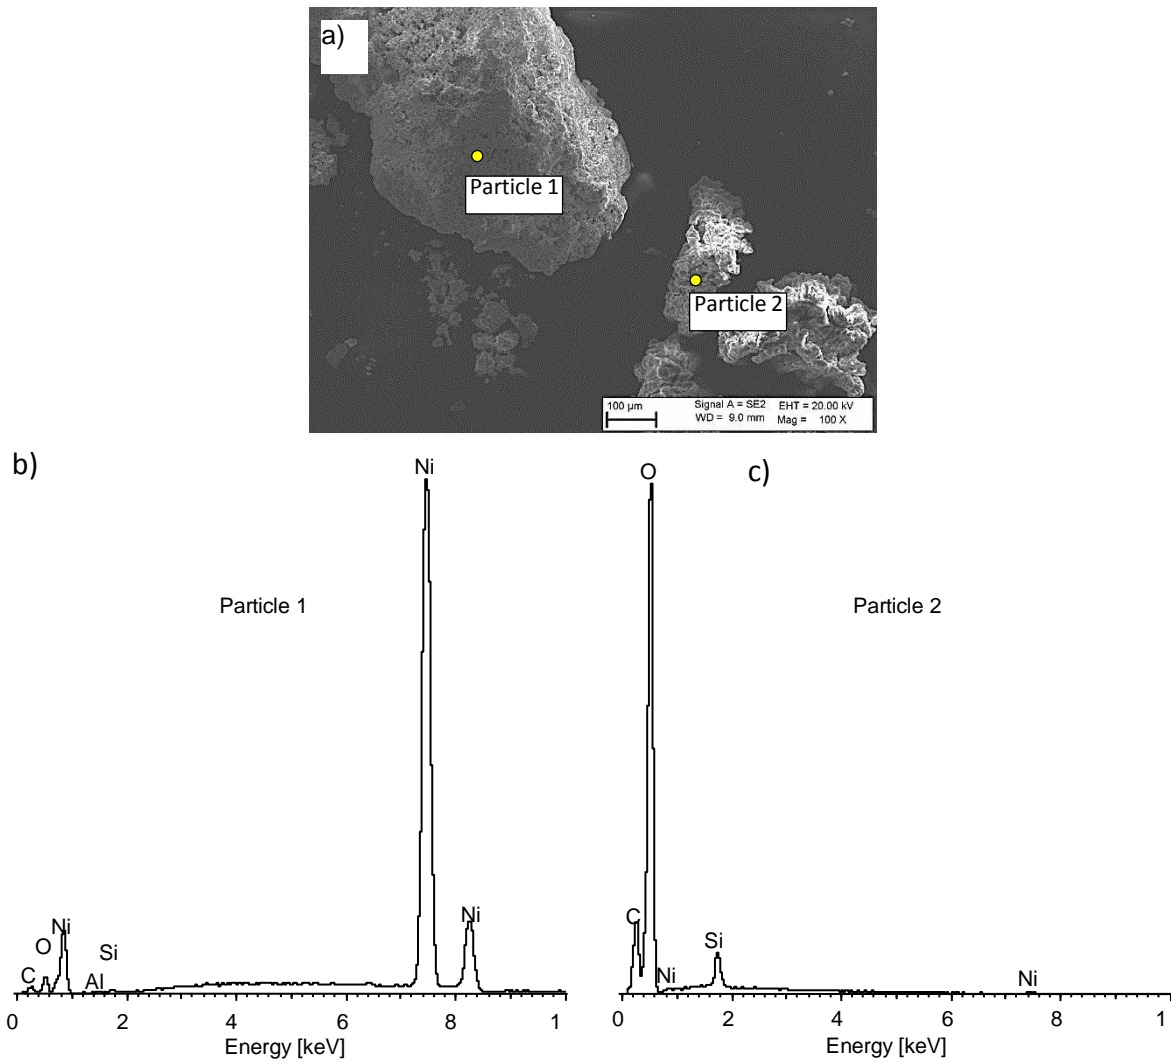 a)
Particle 1
Particle 2
100 µm
Signal A = SE2 EHT = 20.00 kV
WD = 9.0 mm Mag = 100 X
b)
Ni
Particle 1
C
O
Ni
Al
Si
Ni
0 2 4 6 8 1
Energy [keV]
c)
O
Particle 2
C
Ni
Si
Ni
0 2 4 6 8 1
Energy [keV]